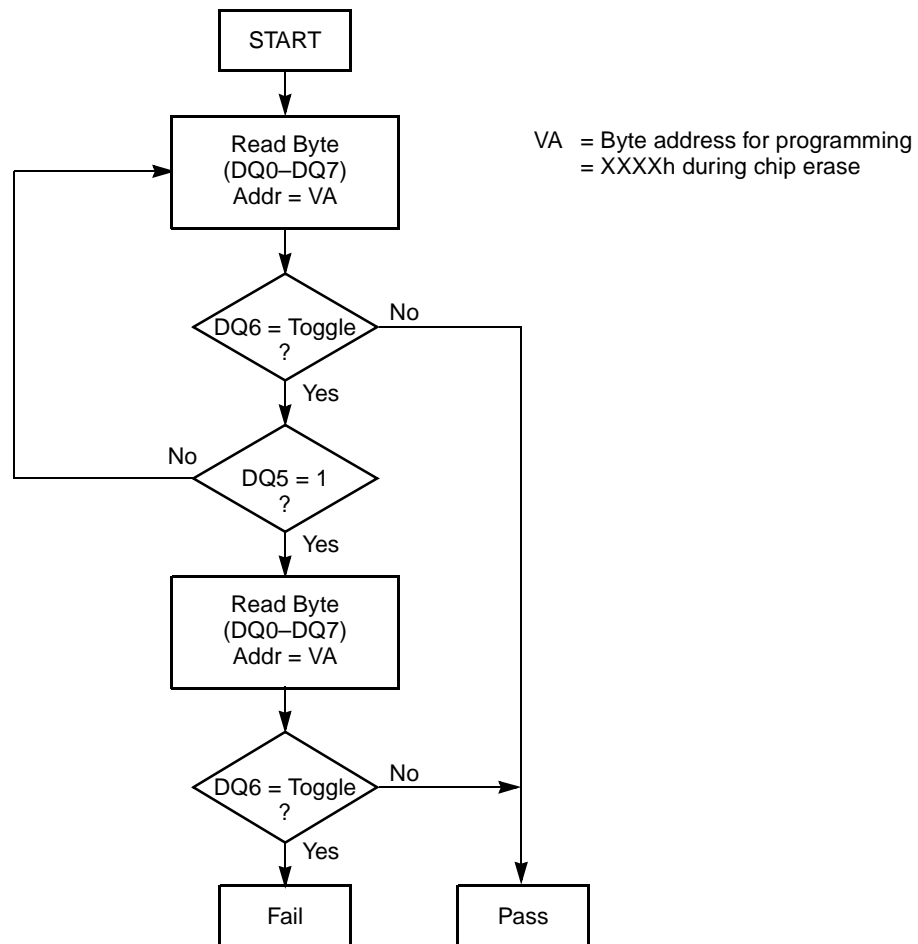 START
Read Byte
(DQ0–DQ7)
Addr = VA
VA = Byte address for programming
= XXXXh during chip erase
DQ6 = Toggle
?
No
Yes
No
DQ5 = 1
?
Yes
Read Byte
(DQ0–DQ7)
Addr = VA
DQ6 = Toggle
?
No
Yes
Fail
Pass